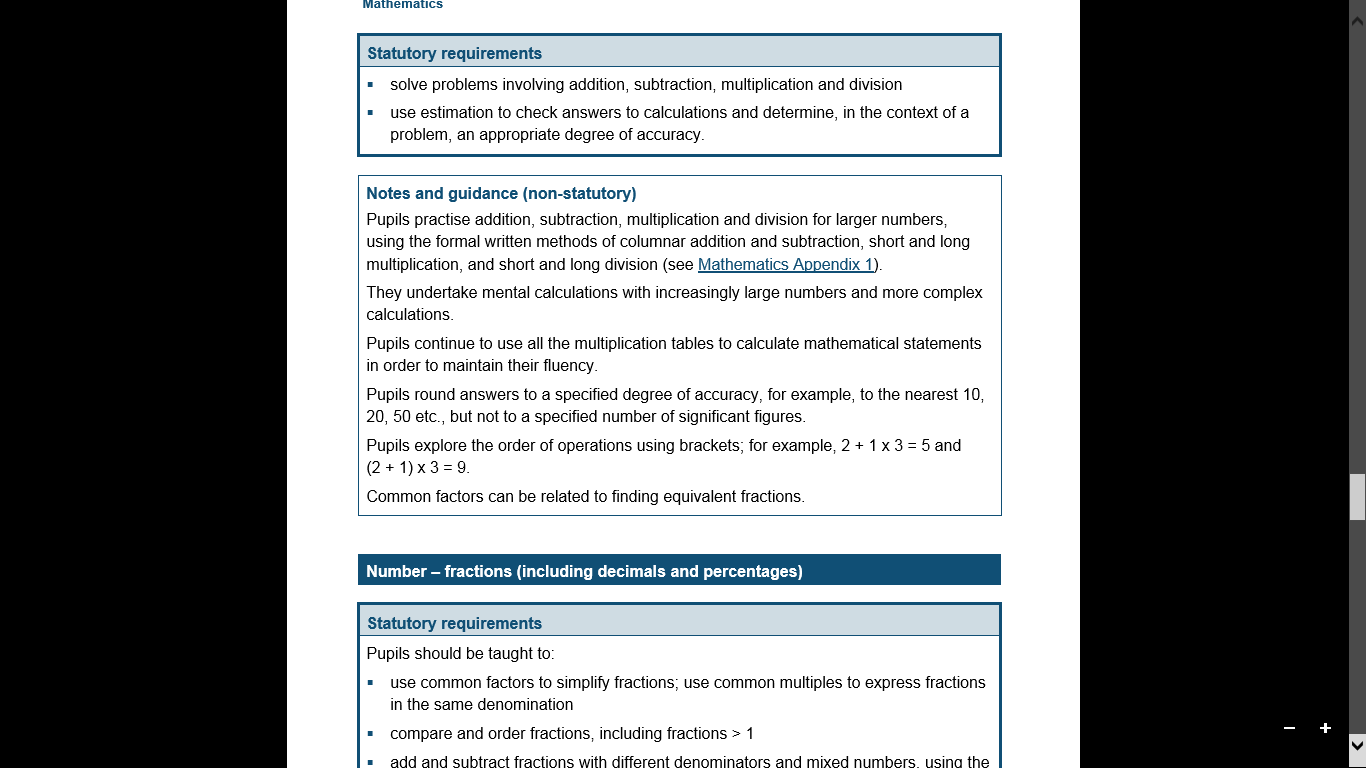 Mathematics
Statutory requirements
▪ solve problems involving addition, subtraction, multiplication and division
▪ use estimation to check answers to calculations and determine, in the context of a
problem, an appropriate degree of accuracy.
Notes and guidance (non-statutory)
Pupils practise addition, subtraction, multiplication and division for larger numbers,
using the formal written methods of columnar addition and subtraction, short and long
multiplication, and short and long division (see Mathematics Appendix 1).
They undertake mental calculations with increasingly large numbers and more complex
calculations.
Pupils continue to use all the multiplication tables to calculate mathematical statements
in order to maintain their fluency.
Pupils round answers to a specified degree of accuracy, for example, to the nearest 10,
20, 50 etc., but not to a specified number of significant figures.
Pupils explore the order of operations using brackets; for example, 2 + 1 x 3 = 5 and
(2 + 1) x 3 = 9.
Common factors can be related to finding equivalent fractions.
Number – fractions (including decimals and percentages)
Statutory requirements
Pupils should be taught to:
▪ use common factors to simplify fractions; use common multiples to express fractions
in the same denomination
▪ compare and order fractions, including fractions > 1
▪ add and subtract fractions with different denominators and mixed numbers, using the